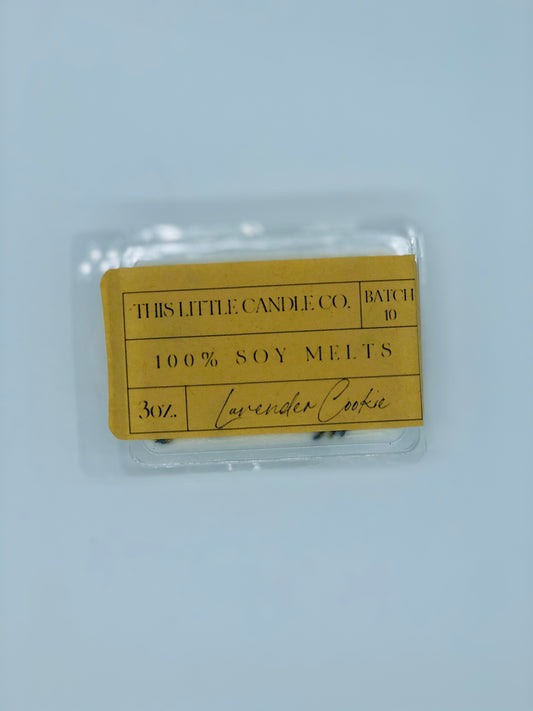 THIS LITTLE CANDLE CO.
BATCH
10
100% SOY MELTS
3OZ.
Lavender Cookie